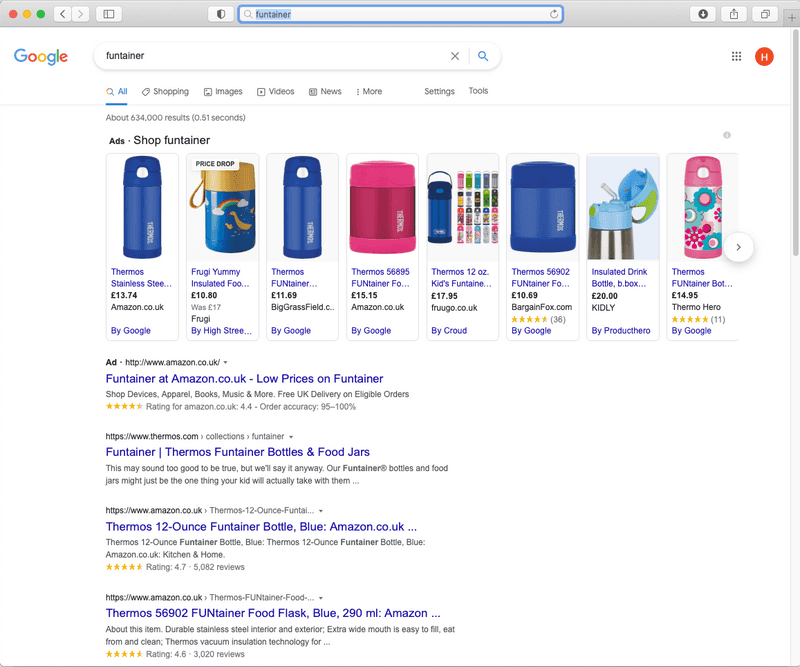 funtainer
Google
funtainer
H
All
Shopping
Images
Videos
News
More
Settings
Tools
About 634,000 results (0.51 seconds)
Ads · Shop funtainer
THERMOS
Thermos
Stainless Stee...
£13.74
Amazon.co.uk
By Google
PRICE DROP
Frugi Yummy
Insulated Foo...
£10.80
Was £17
Frugi
By High Stree...
THERMOS
Thermos
FUNtainer...
£11.69
BigGrassField.c...
By Google
THERMOS
Thermos 56895
FUNtainer Fo...
£15.15
Amazon.co.uk
By Google
Thermos 12 oz.
Kid's Funtaine...
£17.95
fruugo.co.uk
By Croud
THERMOS
Thermos 56902
FUNtainer Fo...
£10.69
BargainFox.com
(36)
By Google
Insulated Drink
Bottle, b.box...
£20.00
KIDLY
By Producthero
THERMOS
Thermos
FUNtainer Bot...
£14.95
Thermo Hero
(11)
By Google
Ad · http://www.amazon.co.uk/
Funtainer at Amazon.co.uk - Low Prices on Funtainer
Shop Devices, Apparel, Books, Music & More. Free UK Delivery on Eligible Orders
Rating for amazon.co.uk: 4.4 - Order accuracy: 95–100%
https://www.thermos.com › collections › funtainer
Funtainer | Thermos Funtainer Bottles & Food Jars
This may sound too good to be true, but we'll say it anyway. Our Funtainer® bottles and food
jars might just be the one thing your kid will actually take with them ...
https://www.amazon.co.uk › Thermos-12-Ounce-Funtai...
Thermos 12-Ounce Funtainer Bottle, Blue: Amazon.co.uk ...
Thermos 12-Ounce Funtainer Bottle, Blue: Thermos 12-Ounce Funtainer Bottle, Blue:
Amazon.co.uk: Kitchen & Home.
Rating: 4.7 · 5,082 reviews
https://www.amazon.co.uk › Thermos-FUNtainer-Food-...
Thermos 56902 FUNtainer Food Flask, Blue, 290 ml: Amazon ...
About this item. Durable stainless steel interior and exterior; Extra wide mouth is easy to fill, eat
from and clean; Thermos vacuum insulation technology for ...
Rating: 4.6 · 3,020 reviews